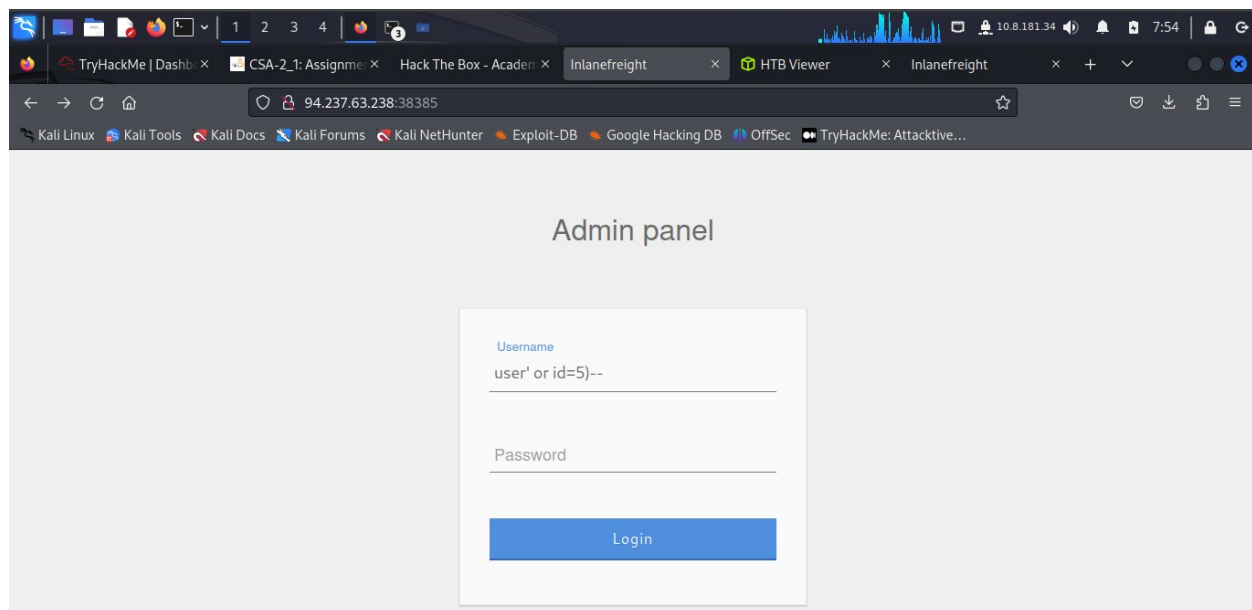 1 2 3 4 3 10.8.181.34 7:54
TryHackMe | Dashb CSA-2_1: Assignmer Hack The Box - Academ Inlanefreight HTB Viewer Inlanefreight
94.237.63.238:38385
Kali Linux Kali Tools Kali Docs Kali Forums Kali NetHunter Exploit-DB Google Hacking DB OffSec TryHackMe: Attacktive...
Admin panel
Username
user' or id=5)--
Password
Login